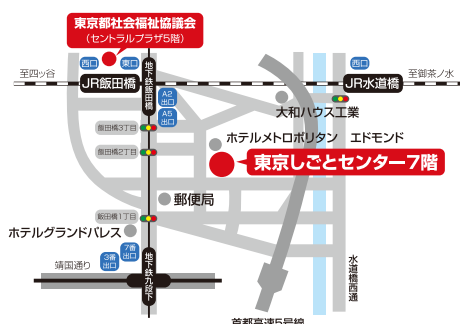 東京都社会福祉協議会
（セントラルプラザ5階）
西口
東口
西口
至四ッ谷
JR飯田橋
地下鉄飯田橋
JR水道橋
至御茶ノ水
A2
出口
A5
出口
大和ハウス工業
飯田橋3丁目
ホテルメトロポリタン　エドモンド
飯田橋2丁目
東京しごとセンター7階
郵便局
飯田橋1丁目
ホテルグランドパレス
7番
出口
3番
出口
靖国通り
地下鉄九段下
水道橋西通
首都高速5号線